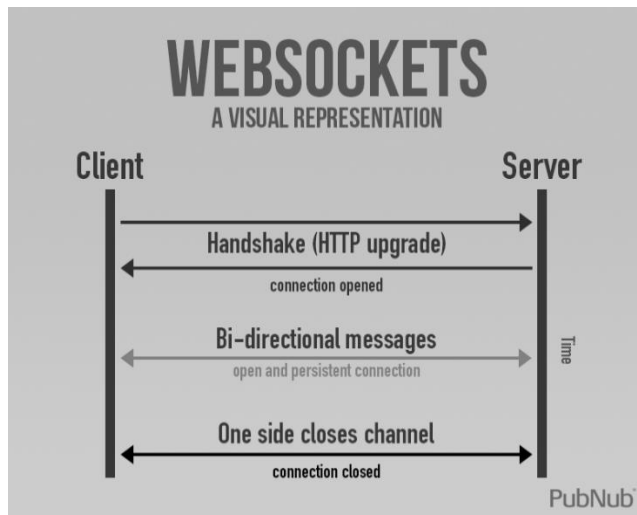 WEBSOCKETS
A VISUAL REPRESENTATION
Client
Server
Handshake (HTTP upgrade)
connection opened
Bi-directional messages
open and persistent connection
Time
One side closes channel
connection closed
PubNub